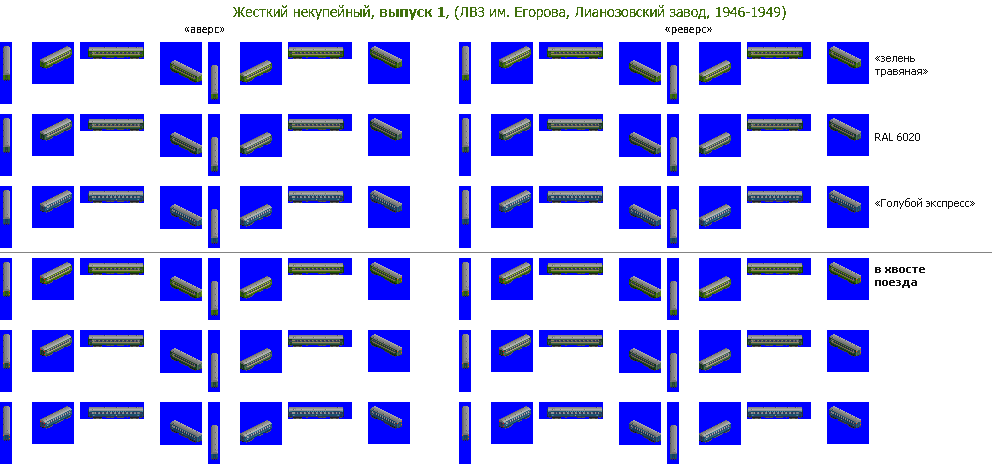 Жесткий некупейный, выпуск 1, (ЛВЗ им. Егорова, Лианозовский завод, 1946-1949)
«аверс» «реверс»
«зелень
травяная»
RAL 6020
«Голубой экспресс»
в хвосте
поезда